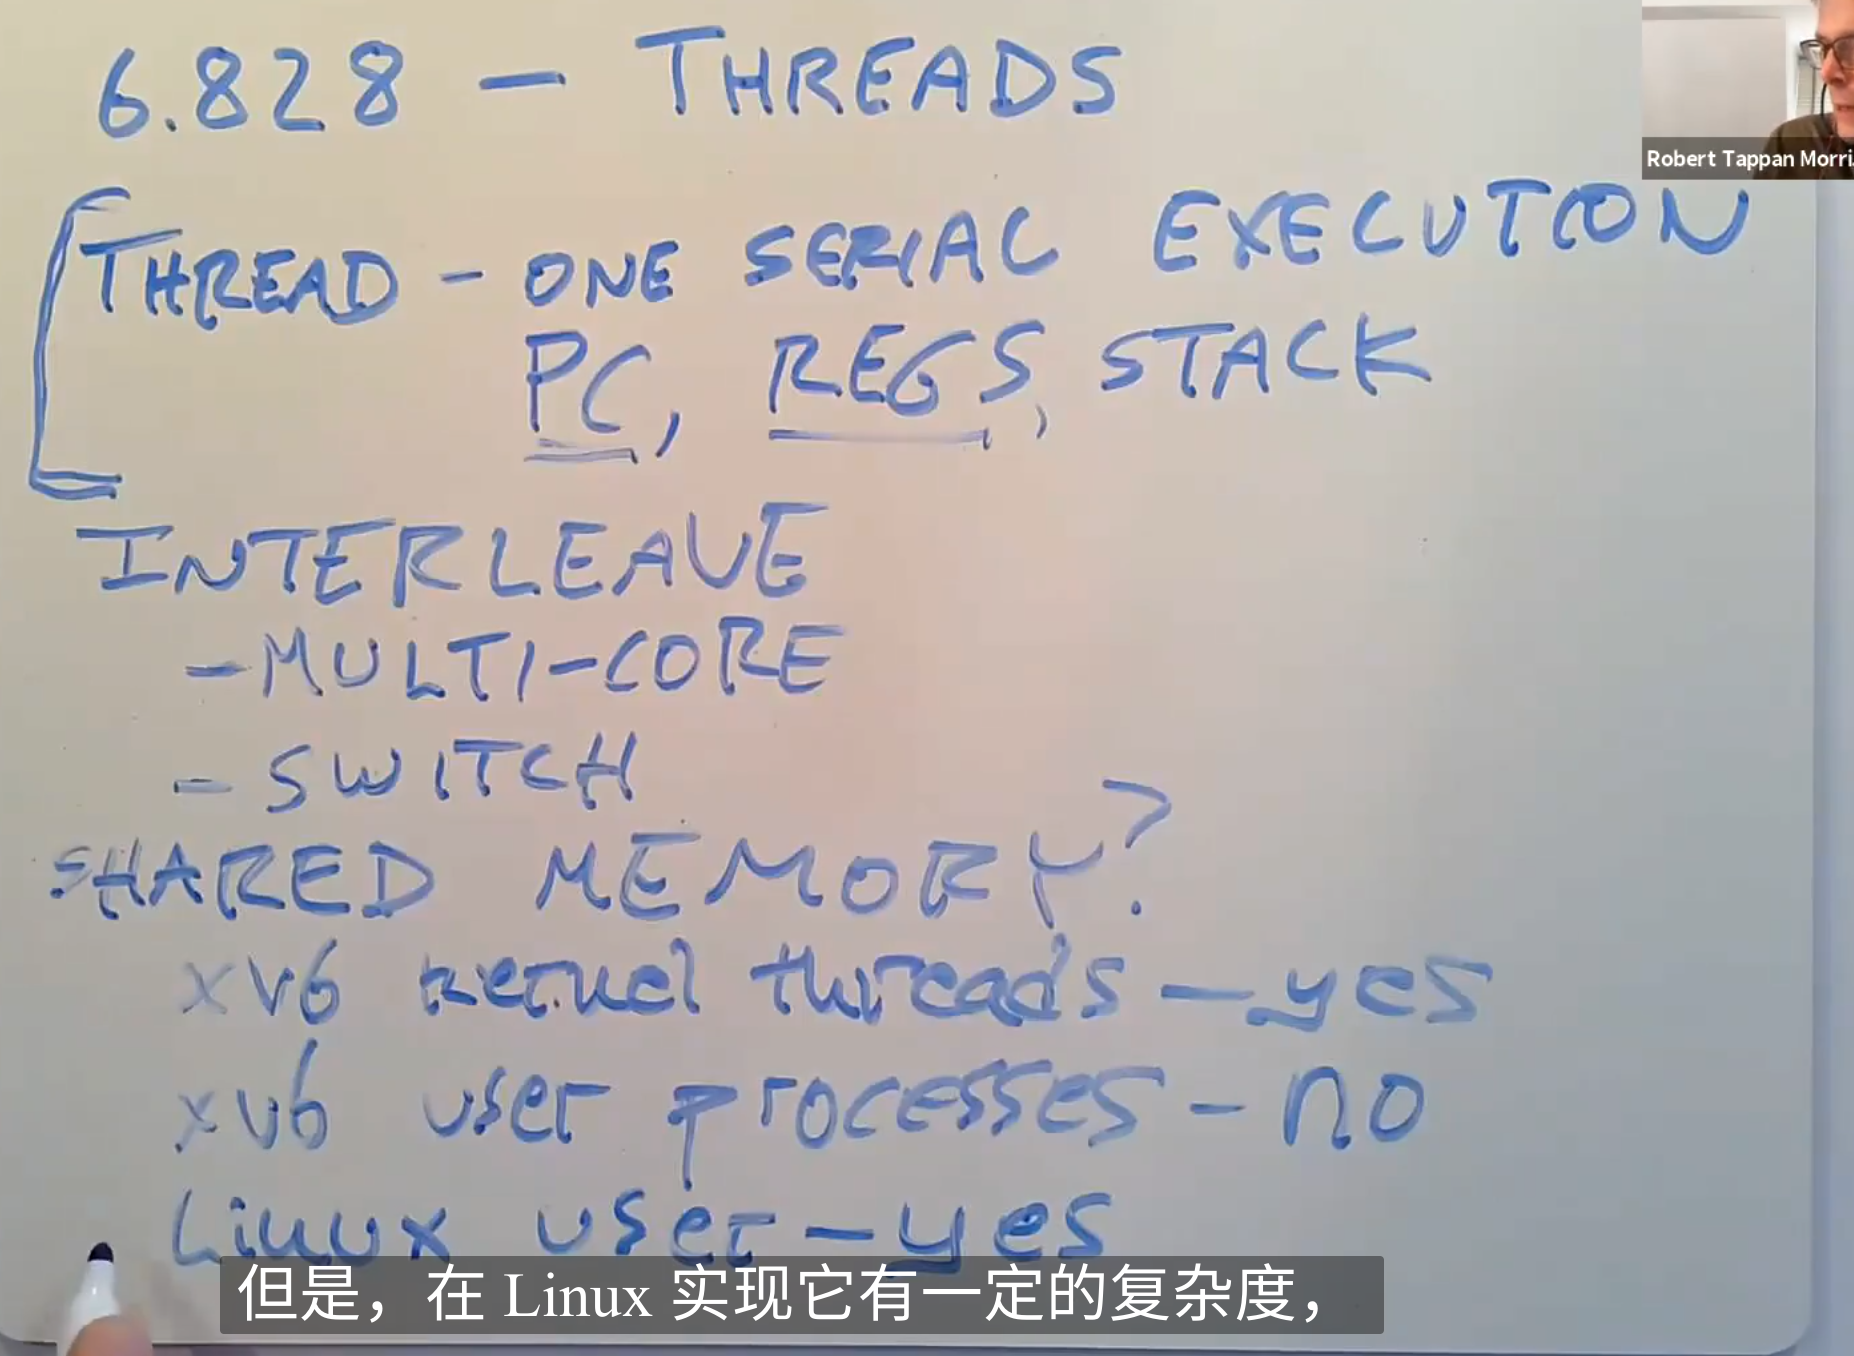 6.828 — THREADS
Robert Tappan Morri
THREAD - ONE SERIAL EXECUTION
PC, REGS, STACK
INTERLEAVE
- MULTI-CORE
- SWITCH
SHARED MEMORY?
xv6 kernel threads — yes
xv6 user processes - no
Linux user - yes
但是，在 Linux 实现它有一定的复杂度，